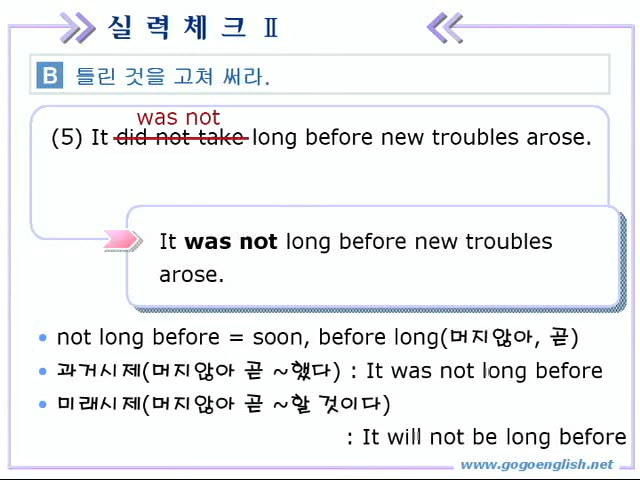 실력체크 Ⅱ
B 틀린 것을 고쳐 써라.
was not
(5) It did not take long before new troubles arose.
It was not long before new troubles
arose.
• not long before = soon, before long(머지않아, 곧)
• 과거시제(머지않아 곧 ~했다) : It was not long before
• 미래시제(머지않아 곧 ~할 것이다)
: It will not be long before
www.gogoenglish.net